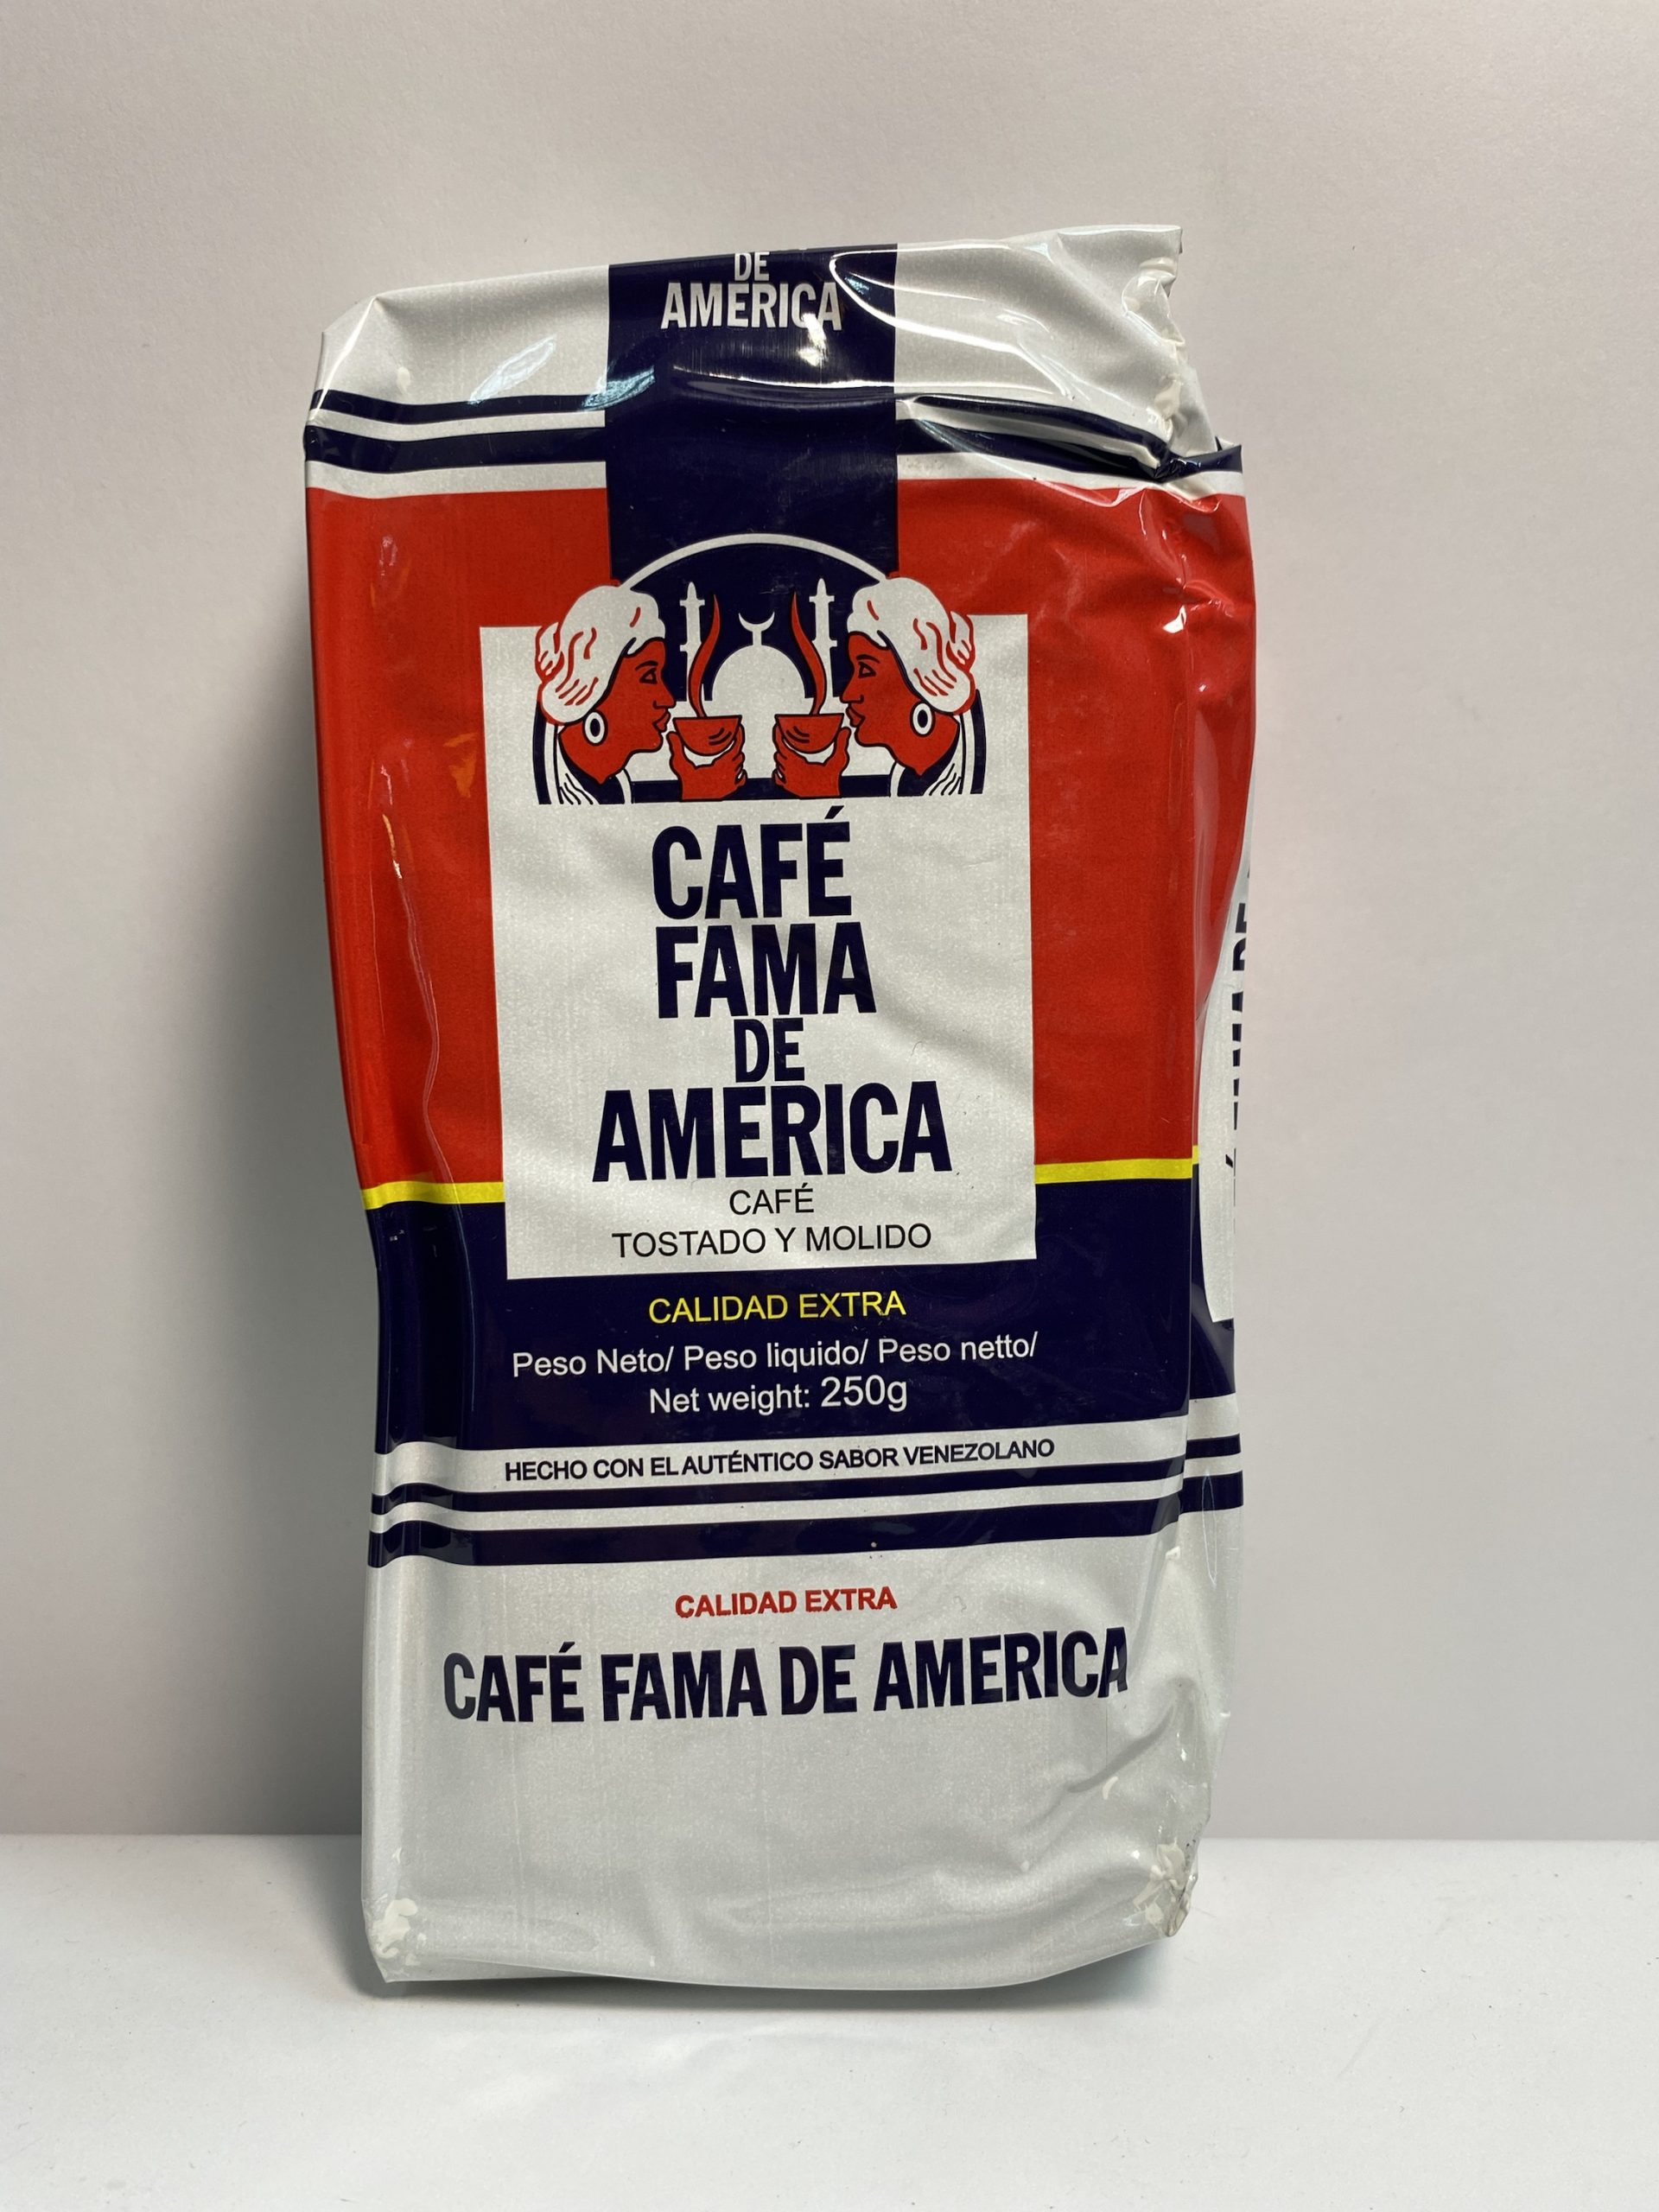 DE
AMERICA
CAFÉ
FAMA
DE
AMERICA
CAFÉ
TOSTADO Y MOLIDO
CALIDAD EXTRA
Peso Neto/ Peso liquido/ Peso netto/
Net weight: 250g
HECHO CON EL AUTÉNTICO SABOR VENEZOLANO
CALIDAD EXTRA
CAFÉ FAMA DE AMERICA